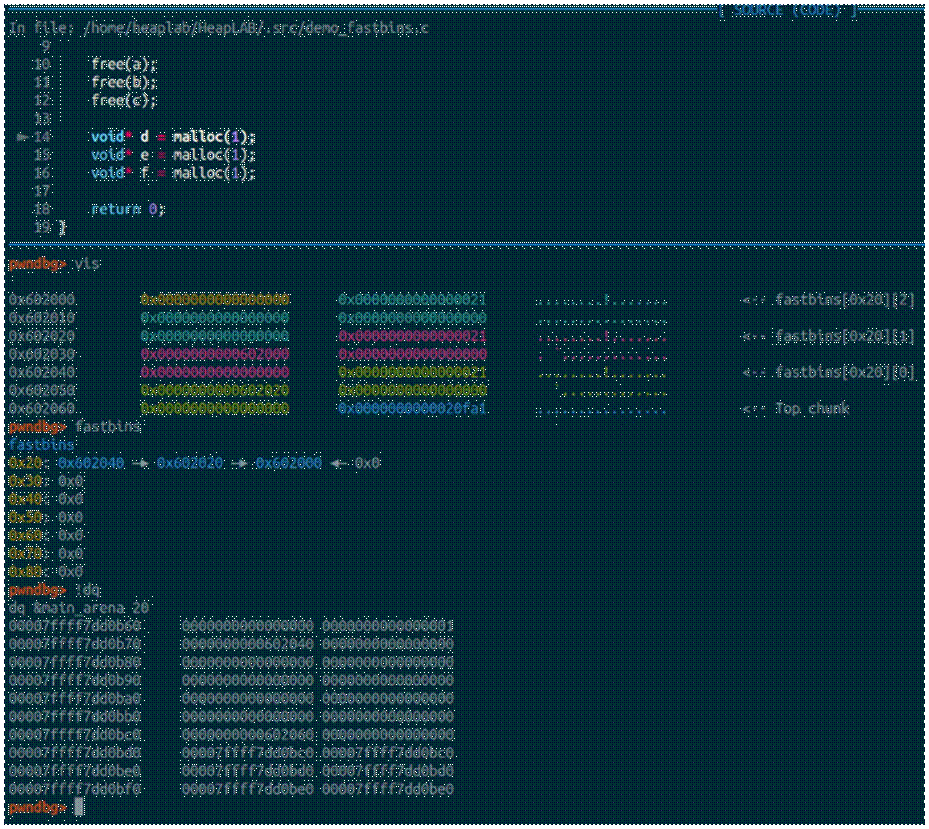 [ SOURCE (CODE) ]
In file: /home/heaplab/HeapLAB/.src/demo_fastbins.c
9
10 free(a);
11 free(b);
12 free(c);
13
► 14 void* d = malloc(1);
15 void* e = malloc(1);
16 void* f = malloc(1);
17
18 return 0;
19 }
pwndbg> vis
0x602000 0x0000000000000000 0x0000000000000021 ........!....... <-- fastbins[0x20][2]
0x602010 0x0000000000000000 0x0000000000000000 ................
0x602020 0x0000000000000000 0x0000000000000021 ........!....... <-- fastbins[0x20][1]
0x602030 0x0000000000602000 0x0000000000000000
0x602040 0x0000000000000000 0x0000000000000021 ........!....... <-- fastbins[0x20][0]
0x602050 0x0000000000602020 0x0000000000000000
0x602060 0x0000000000000000 0x0000000000020fa1 ................ <-- Top chunk
pwndbg> fastbins
fastbins
0x20: 0x602040 —▸ 0x602020 —▸ 0x602000 ◂— 0x0
0x30: 0x0
0x40: 0x0
0x50: 0x0
0x60: 0x0
0x70: 0x0
0x80: 0x0
pwndbg> !dq
dq &main_arena 20
00007ffff7dd0b60 0000000000000000 0000000000000001
00007ffff7dd0b70 0000000000602040 0000000000000000
00007ffff7dd0b80 0000000000000000 0000000000000000
00007ffff7dd0b90 0000000000000000 0000000000000000
00007ffff7dd0ba0 0000000000000000 0000000000000000
00007ffff7dd0bb0 0000000000000000 0000000000000000
00007ffff7dd0bc0 0000000000602060 0000000000000000
00007ffff7dd0bd0 00007ffff7dd0bc0 00007ffff7dd0bc0
00007ffff7dd0be0 00007ffff7dd0bd0 00007ffff7dd0bd0
00007ffff7dd0bf0 00007ffff7dd0be0 00007ffff7dd0be0
pwndbg>